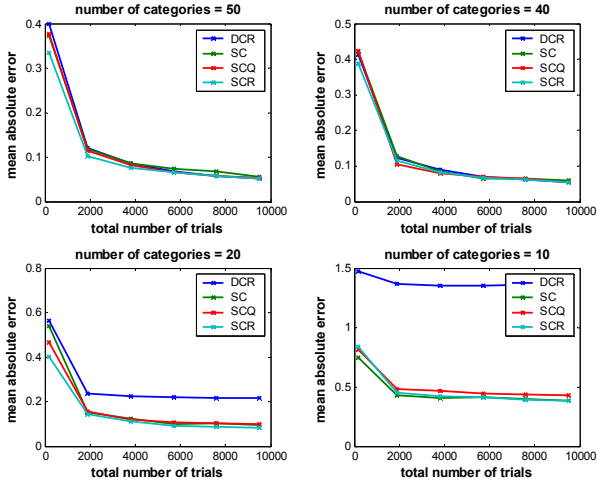 number of categories = 50
mean absolute error
0.4
0.3
0.2
0.1
0
0 2000 4000 6000 8000 10000
total number of trials
DCR
SC
SCQ
SCR
number of categories = 40
mean absolute error
0.5
0.4
0.3
0.2
0.1
0
0 2000 4000 6000 8000 10000
total number of trials
DCR
SC
SCQ
SCR
number of categories = 20
mean absolute error
0.8
0.6
0.4
0.2
0
0 2000 4000 6000 8000 10000
total number of trials
DCR
SC
SCQ
SCR
number of categories = 10
mean absolute error
1.5
1
0.5
0
0 2000 4000 6000 8000 10000
total number of trials
DCR
SC
SCQ
SCR